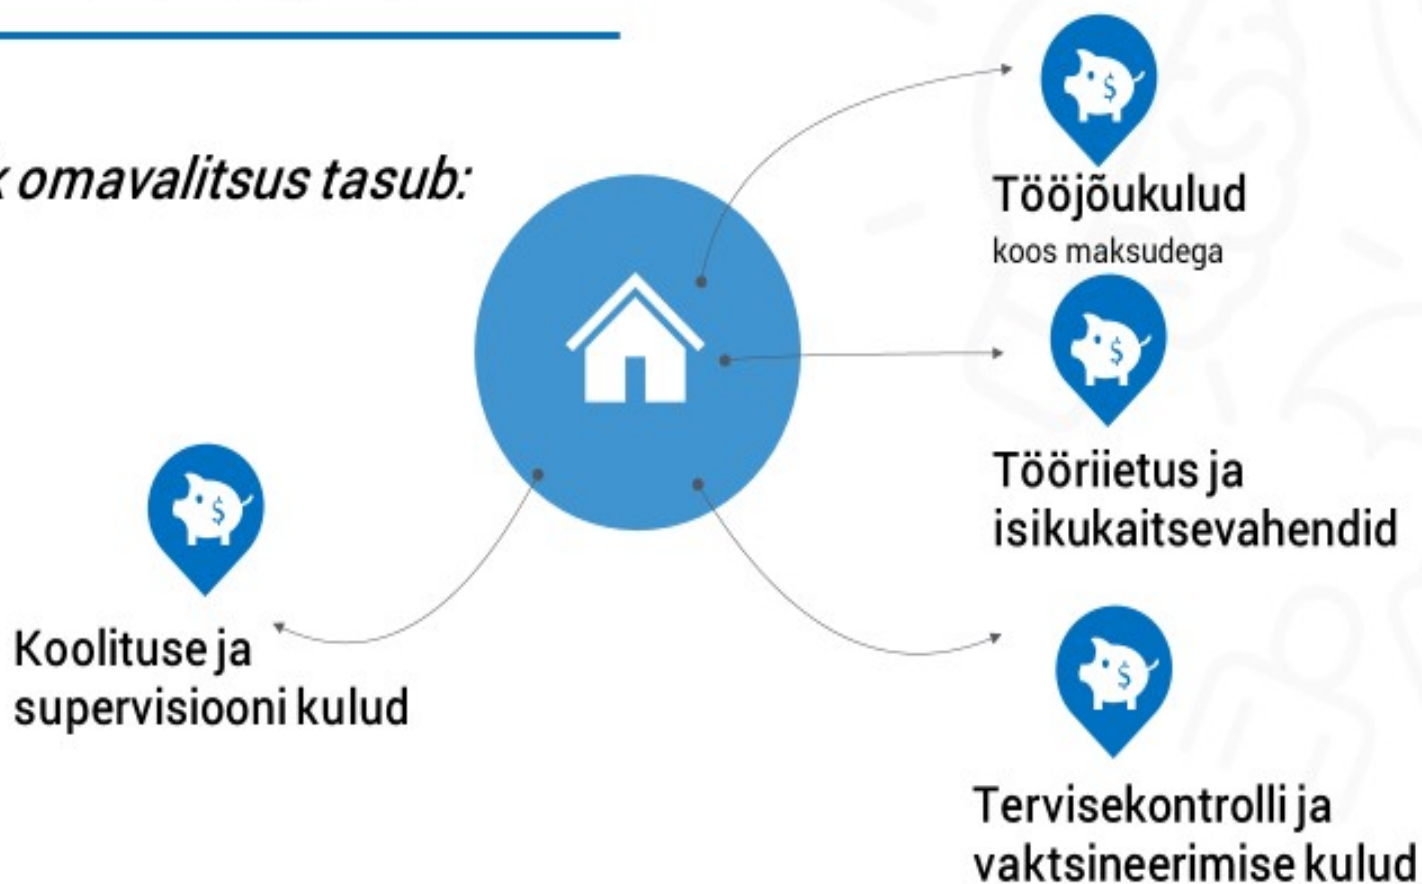 omavalitsus tasub:
Tööjõukulud
koos maksudega
Tööriietus ja
isikukaitsevahendid
Koolituse ja
supervisiooni kulud
Tervisekontrolli ja
vaktsineerimise kulud